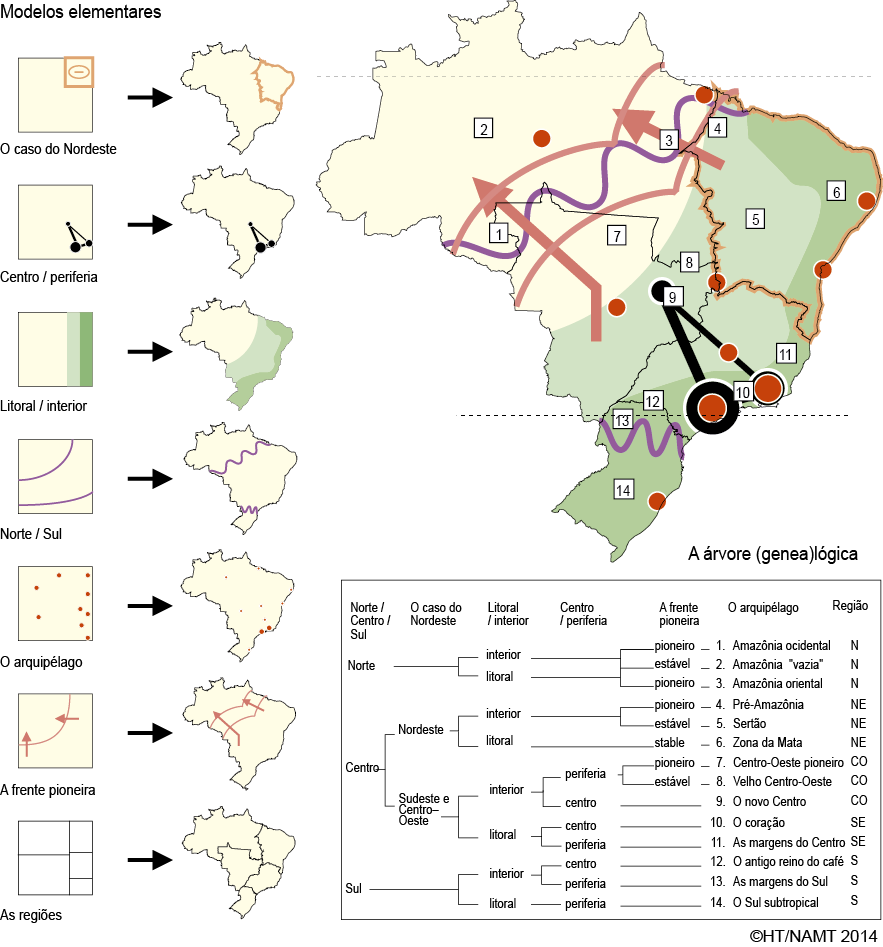 Modelos elementares
O caso do Nordeste
Centro / periferia
Litoral / interior
Norte / Sul
O arquipélago
A frente pioneira
As regiões
1
2
3
4
5
6
7
8
9
10
11
12
13
14
A árvore (genea)lógica
Norte / Centro / Sul
O caso do Nordeste
Litoral / interior
Centro / periferia
A frente pioneira
O arquipélago
Região
Norte
interior
litoral
pioneiro 1. Amazônia ocidental N
estável 2. Amazônia "vazia" N
pioneiro 3. Amazônia oriental N
Centro
Nordeste
interior
pioneiro 4. Pré-Amazônia NE
estável 5. Sertão NE
litoral stable 6. Zona da Mata NE
Sudeste e Centro–Oeste
interior
periferia
pioneiro 7. Centro-Oeste pioneiro CO
estável 8. Velho Centro-Oeste CO
centro 9. O novo Centro CO
litoral
centro 10. O coração SE
periferia 11. As margens do Centro SE
Sul
interior
centro 12. O antigo reino do café S
periferia 13. As margens do Sul S
litoral periferia 14. O Sul subtropical S
©HT/NAMT 2014